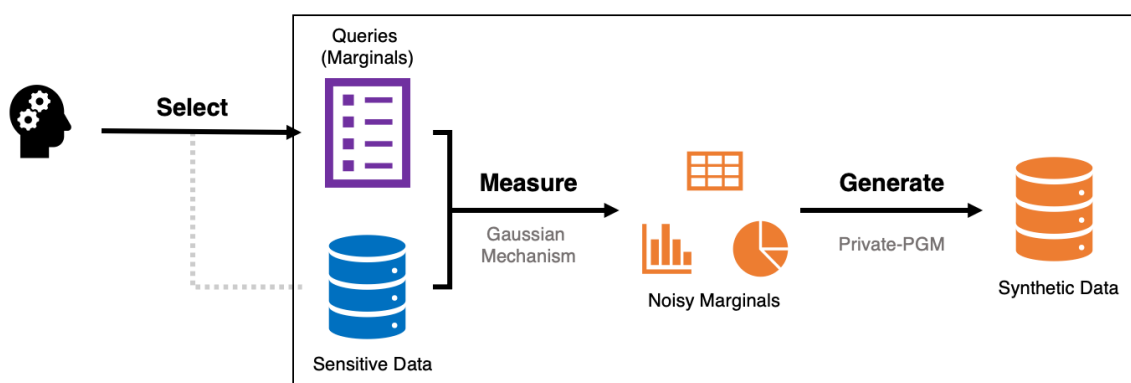 Queries
(Marginals)
Select
Measure
Gaussian
Mechanism
Generate
Private-PGM
Noisy Marginals
Synthetic Data
Sensitive Data